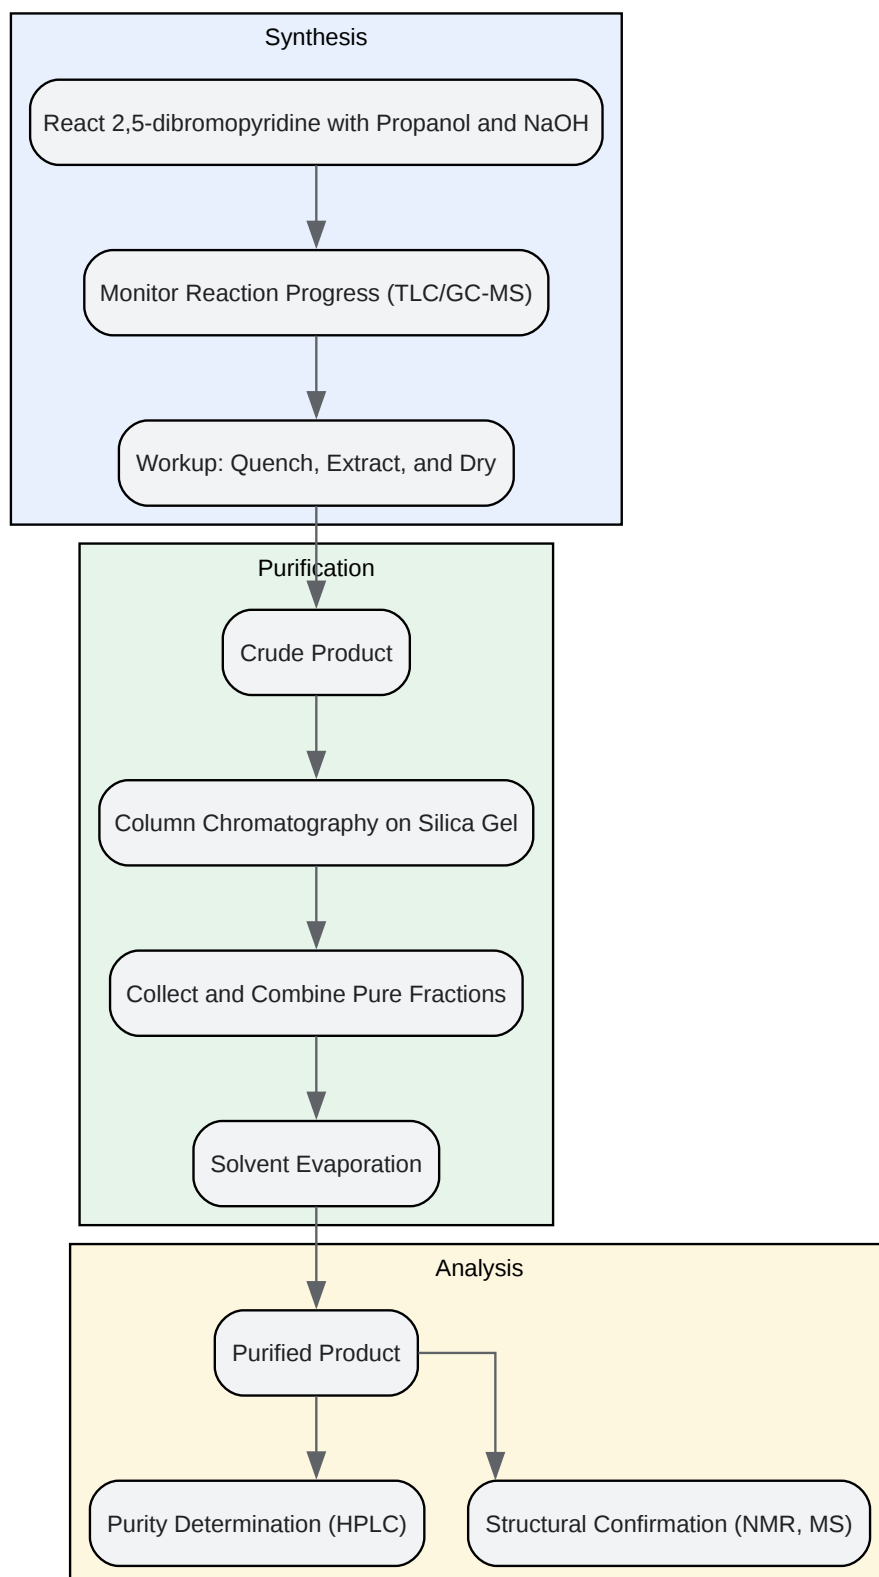 Synthesis
React 2,5-dibromopyridine with Propanol and NaOH
Monitor Reaction Progress (TLC/GC-MS)
Workup: Quench, Extract, and Dry
Purification
Crude Product
Column Chromatography on Silica Gel
Collect and Combine Pure Fractions
Solvent Evaporation
Analysis
Purified Product
Purity Determination (HPLC)
Structural Confirmation (NMR, MS)